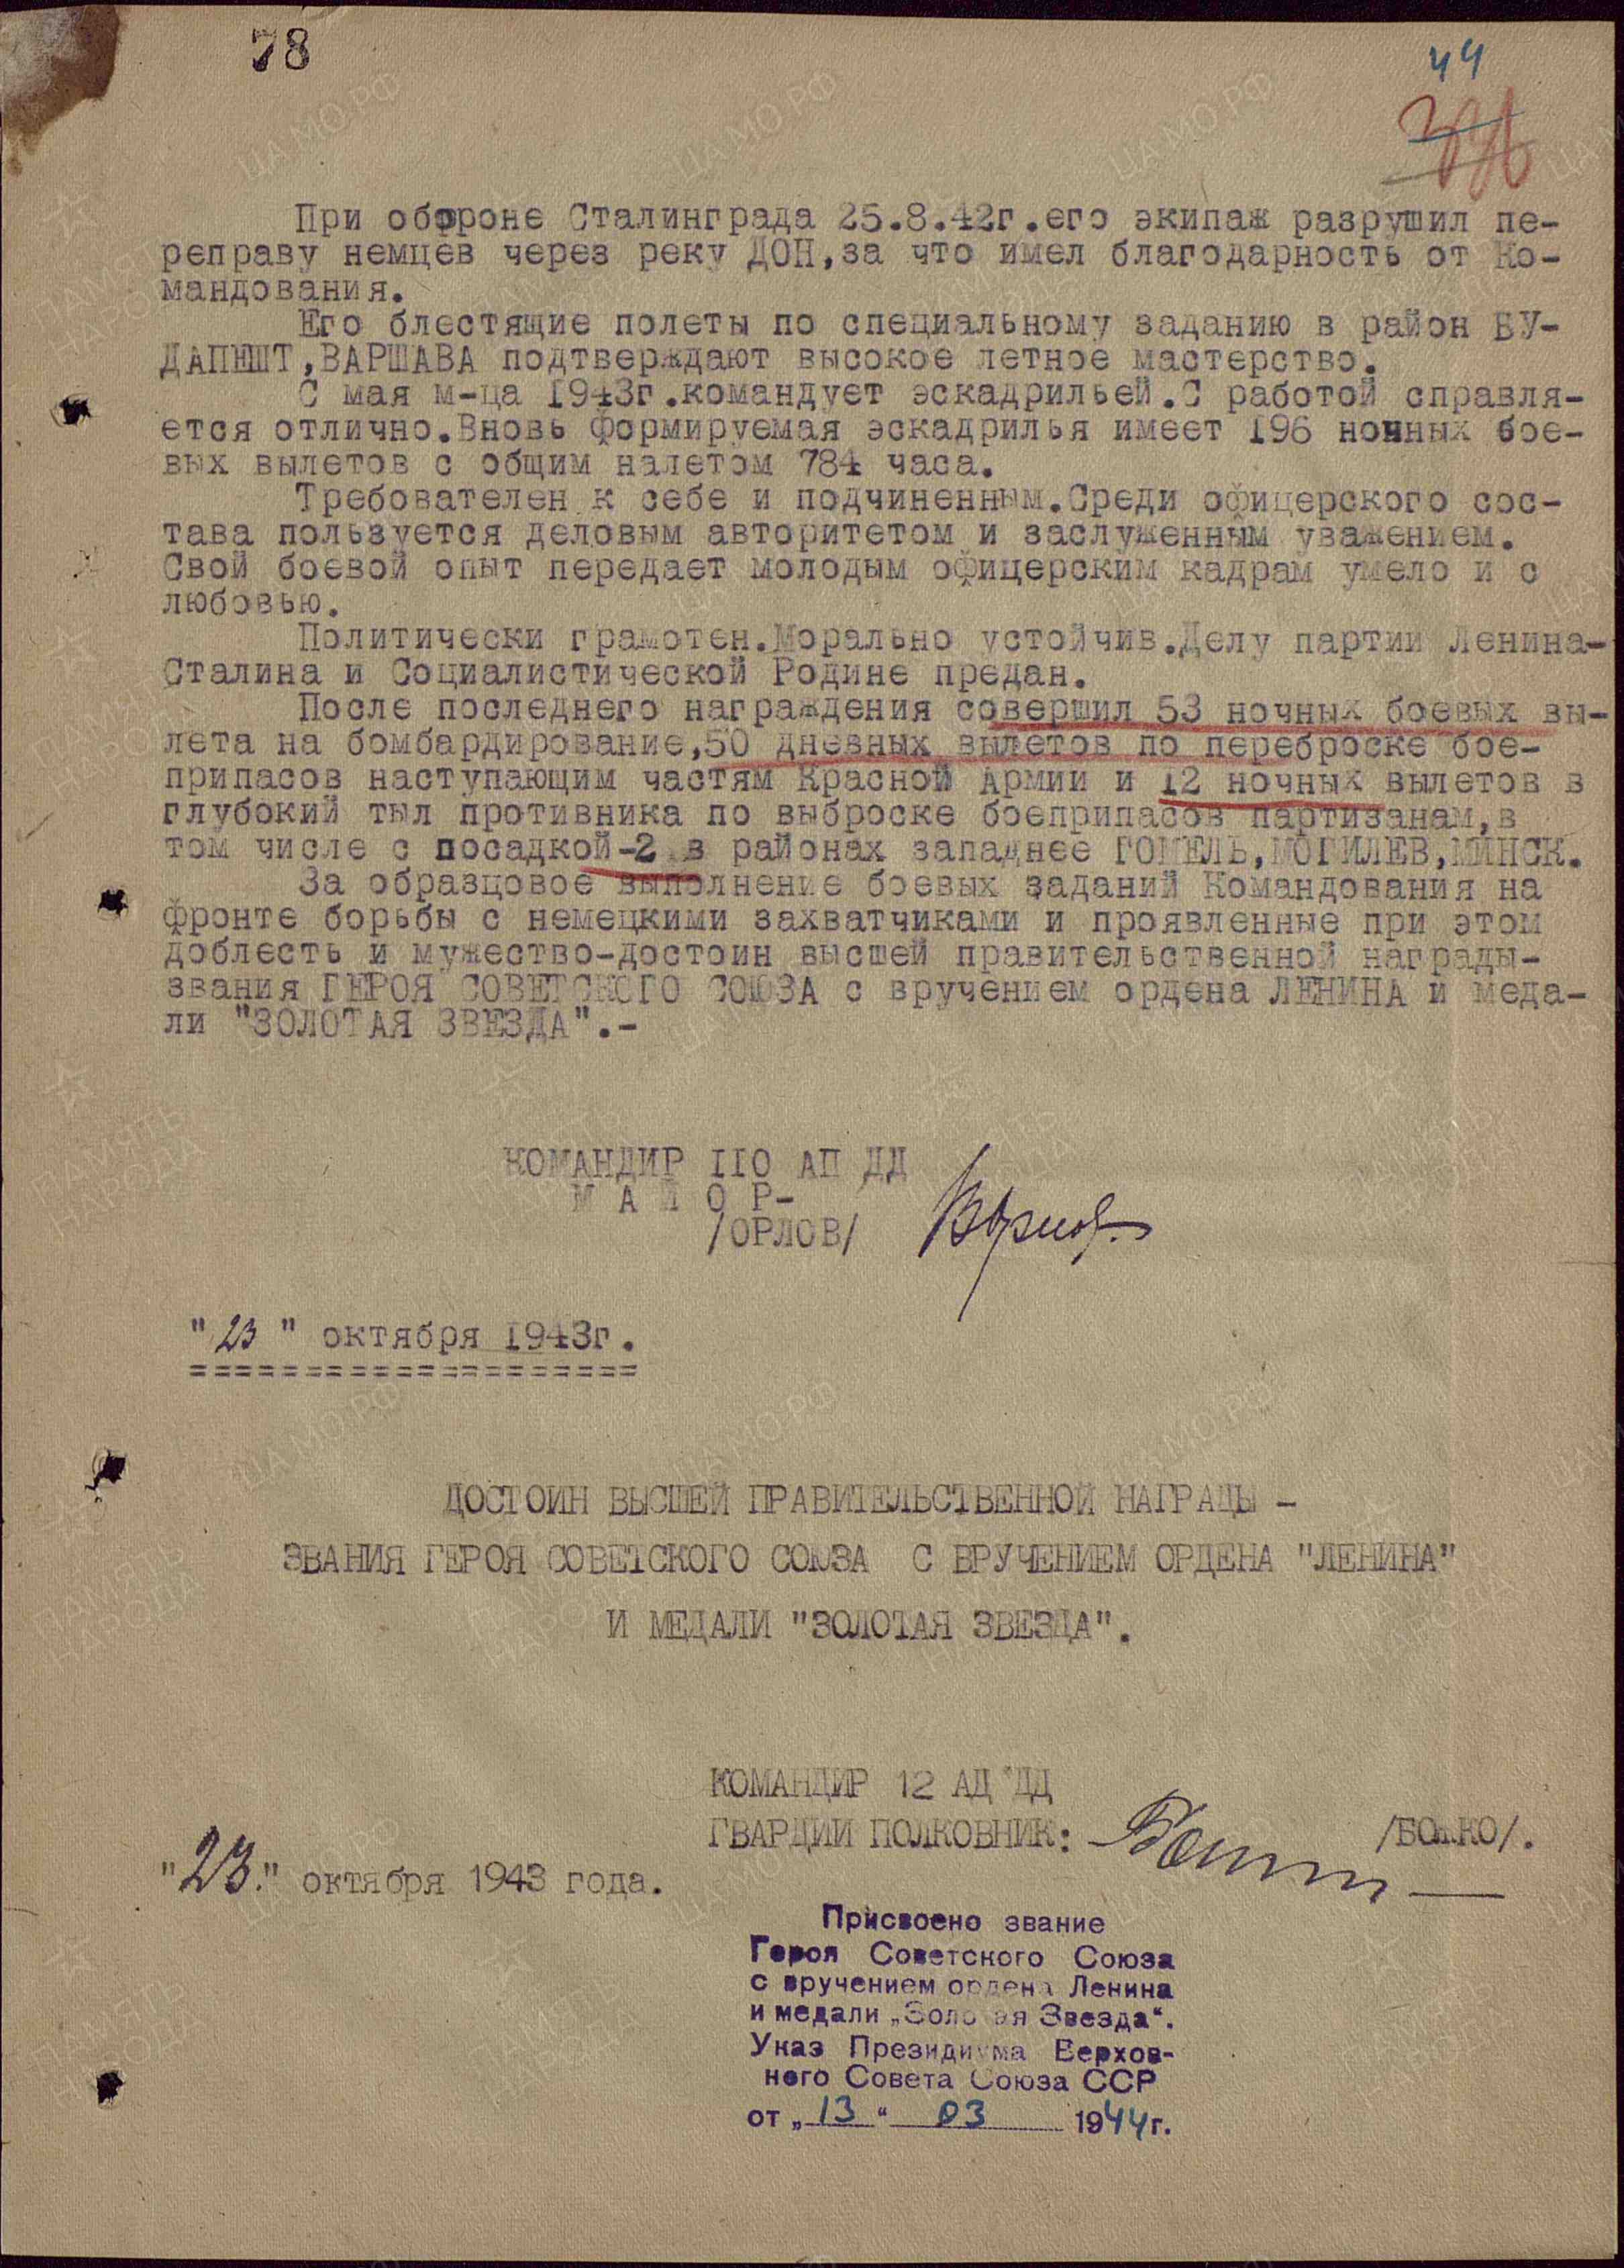 78
44
При обороне Сталинграда 25.8.42г.его экипаж разрушил пе-
реправу немцев через реку ДОН,за что имел благодарность от Ко-
мандования.
Его блестящие полеты по специальному заданию в район БУ-
ДАПЕШТ,ВАРШАВА подтверждают высокое летное мастерство.
С мая м-ца 1943г.командует эскадрильей.С работой справля-
ется отлично.Вновь формируемая эскадрилья имеет 196 ночных бое-
вых вылетов с общим налетом 784 часа.
Требователен к себе и подчиненным.Среди офицерского сос-
тава пользуется деловым авторитетом и заслуженным уважением.
Свой боевой опыт передает молодым офицерским кадрам умело и с
любовью.
Политически грамотен.Морально устойчив.Делу партии Ленина-
Сталина и Социалистической Родине предан.
После последнего награждения совершил 53 ночных боевых вы-
лета на бомбардирование,50 дневных вылетов по переброске бое-
припасов наступающим частям Красной Армии и 12 ночных вылетов в
глубокий тыл противника по выброске боеприпасов партизанам,в
том числе с посадкой-2 в районах западнее ГОМЕЛЬ,МОГИЛЕВ,МИНСК.
За образцовое выполнение боевых заданий Командования на
фронте борьбы с немецкими захватчиками и проявленные при этом
доблесть и мужество-достоин высшей правительственной награды-
звания ГЕРОЯ СОВЕТСКОГО СОЮЗА с вручением ордена ЛЕНИНА и меда-
ли "ЗОЛОТАЯ ЗВЕЗДА".-
КОМАНДИР 110 АП ДД
М А Й О Р-
/ОРЛОВ/
"23" октября 1943г.
====================
ДОСТОИН ВЫСШЕЙ ПРАВИТЕЛЬСТВЕННОЙ НАГРАДЫ -
ЗВАНИЯ ГЕРОЯ СОВЕТСКОГО СОЮЗА С ВРУЧЕНИЕМ ОРДЕНА "ЛЕНИНА"
И МЕДАЛИ "ЗОЛОТАЯ ЗВЕЗДА".
КОМАНДИР 12 АД ДД
ГВАРДИИ ПОЛКОВНИК: /БОЖКО/.
"23." октября 1943 года.
Присвоено звание
Героя Советского Союза
с вручением ордена Ленина
и медали „Золотая Звезда“.
Указ Президиума Верхов-
ного Совета Союза ССР
от „13“ 03 1944г.
ЦАМО.РФ
ПАМЯТЬ НАРОДА